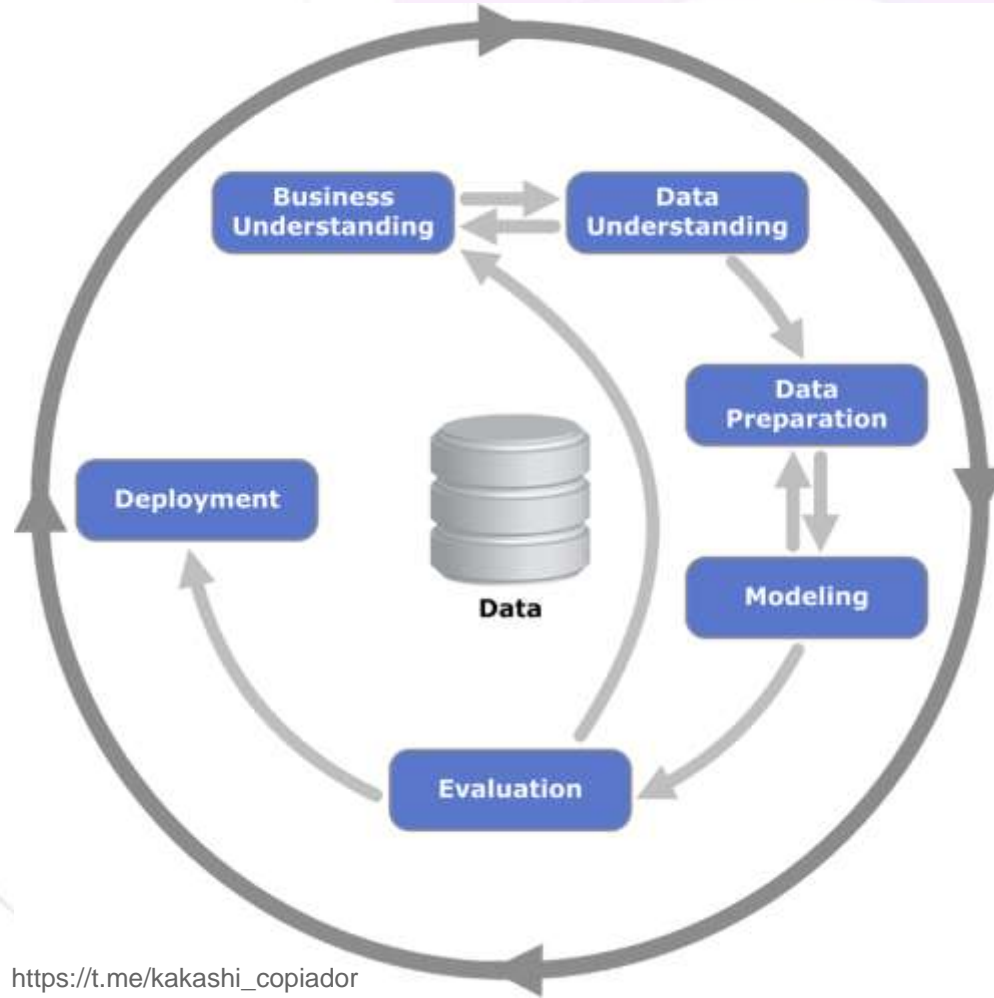 Business
Understanding
Data
Understanding
Data
Preparation
Deployment
Data
Modeling
Evaluation
https://t.me/kakashi_copiador